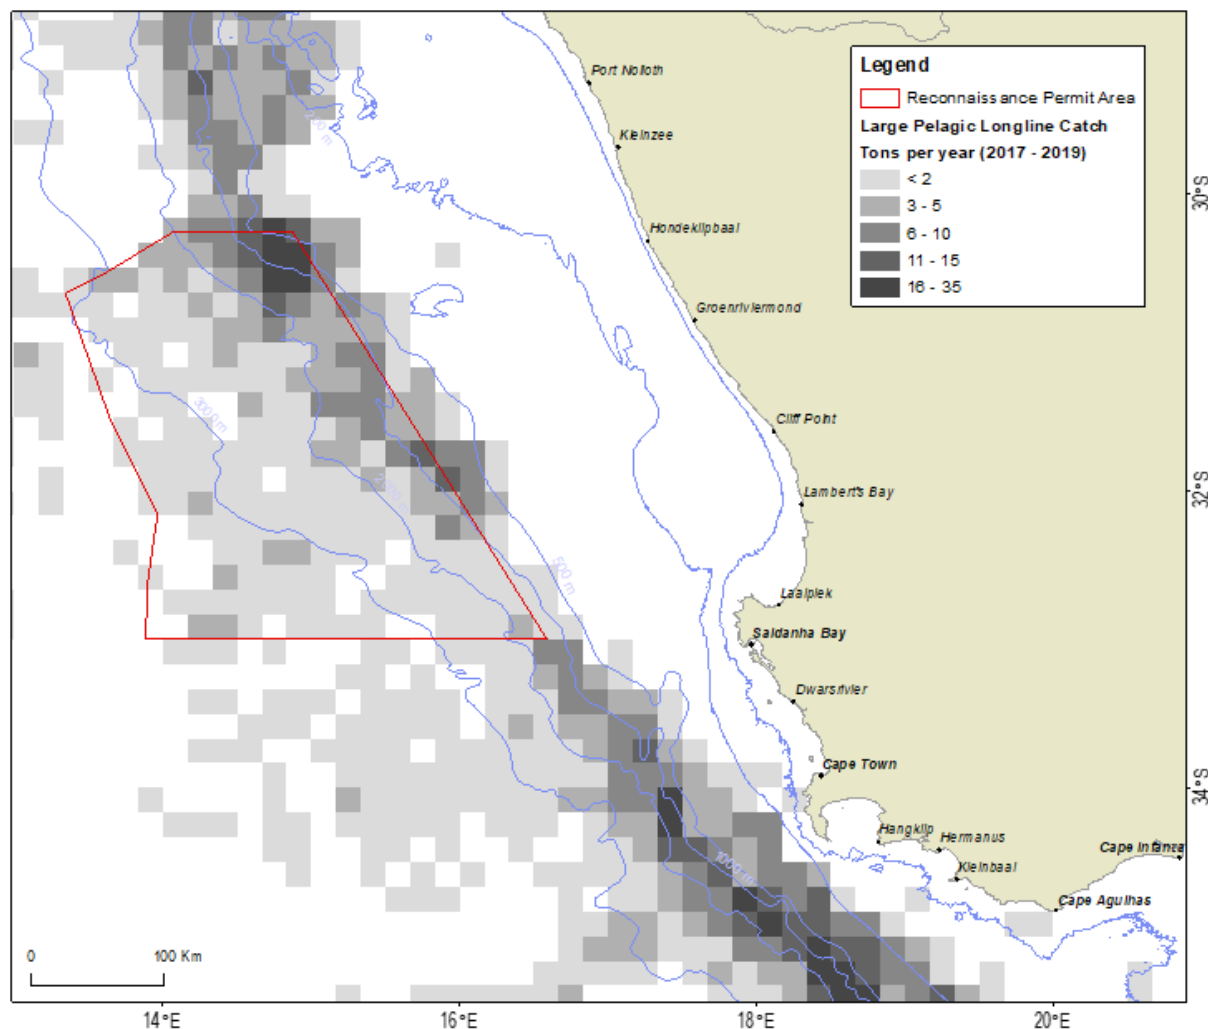 Legend
Reconnaissance Permit Area
Large Pelagic Longline Catch
Tons per year (2017 - 2019)
< 2
3 - 5
6 - 10
11 - 15
16 - 35
Port Nolloth
Kleinzee
Hondeklipbaai
Groenriviermond
Cliff Point
Lambert's Bay
Laaiplek
Saldanha Bay
Dwarsrivier
Cape Town
Hangklip
Hermanus
Kleinbaai
Cape Infanta
Cape Agulhas
3000 m
500 m
1000 m
30°S
32°S
34°S
0
100 Km
14°E
16°E
18°E
20°E